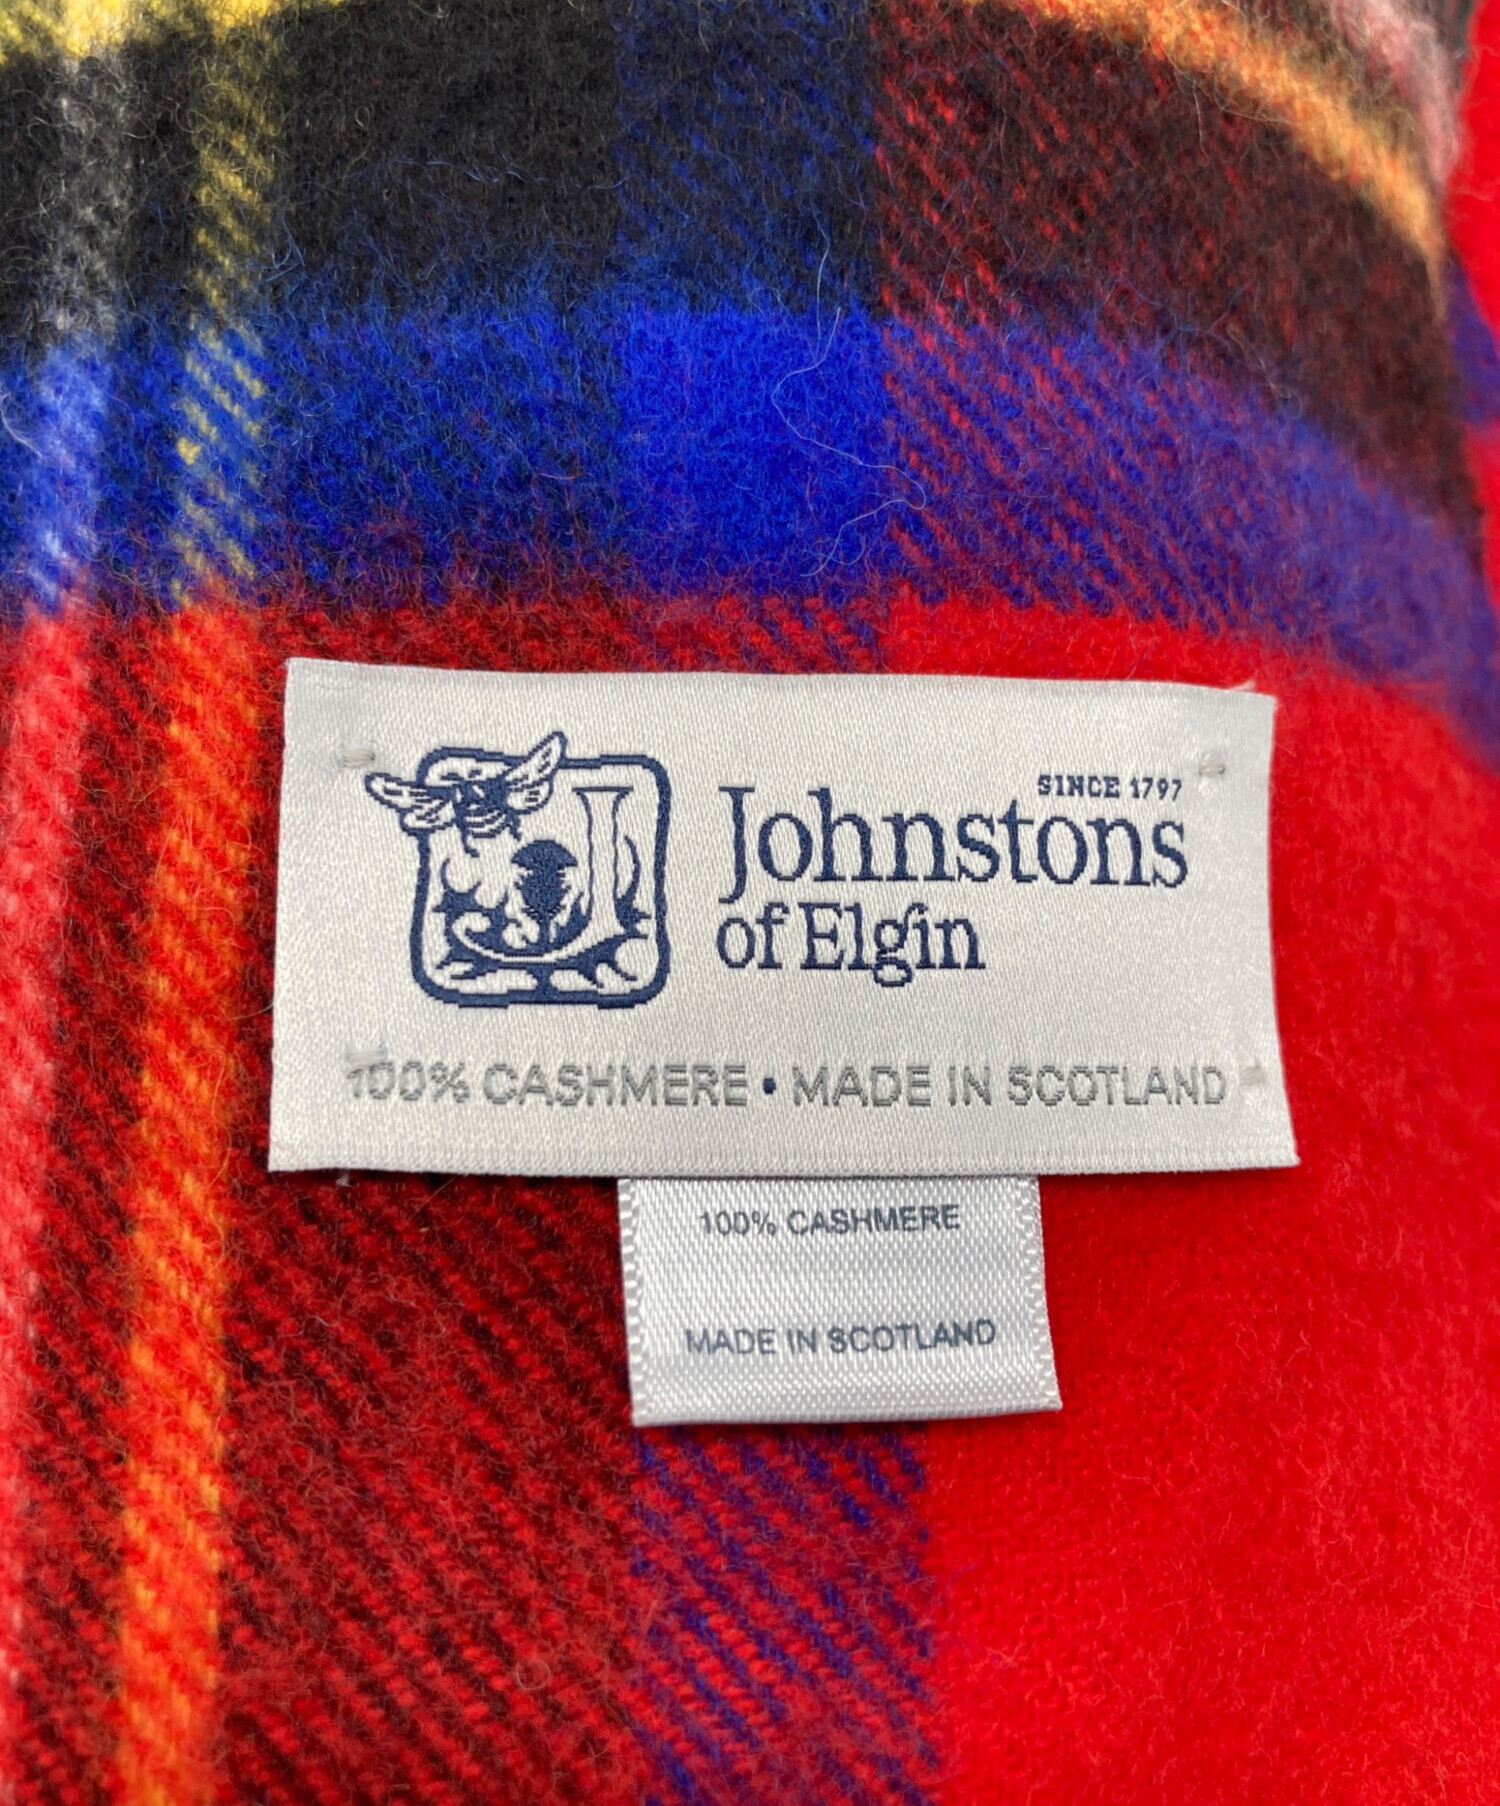 SINCE 1797
Johnstons
of Elgin
100% CASHMERE • MADE IN SCOTLAND
100% CASHMERE
MADE IN SCOTLAND